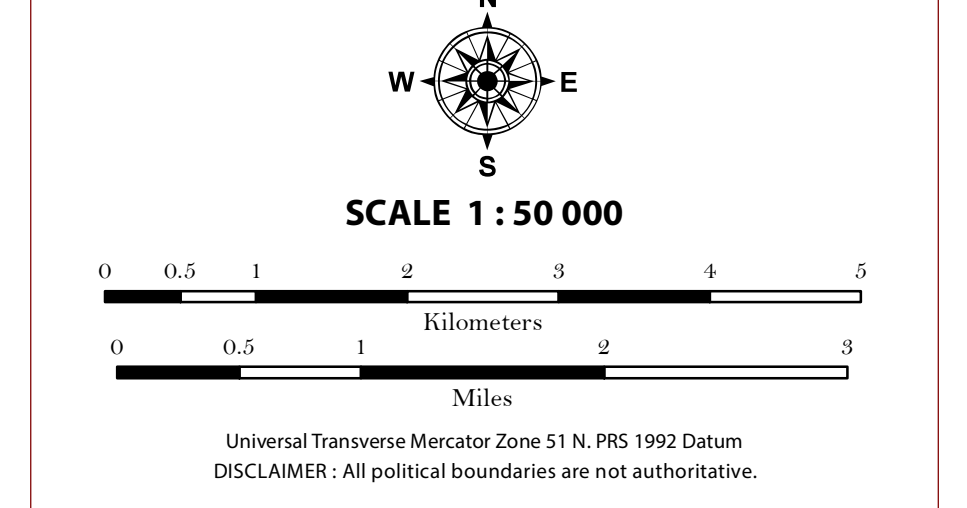 N
W E
S
SCALE 1 : 50 000
0 0.5 1 2 3 4 5
Kilometers
0 0.5 1 2 3
Miles
Universal Transverse Mercator Zone 51 N. PRS 1992 Datum
DISCLAIMER : All political boundaries are not authoritative.